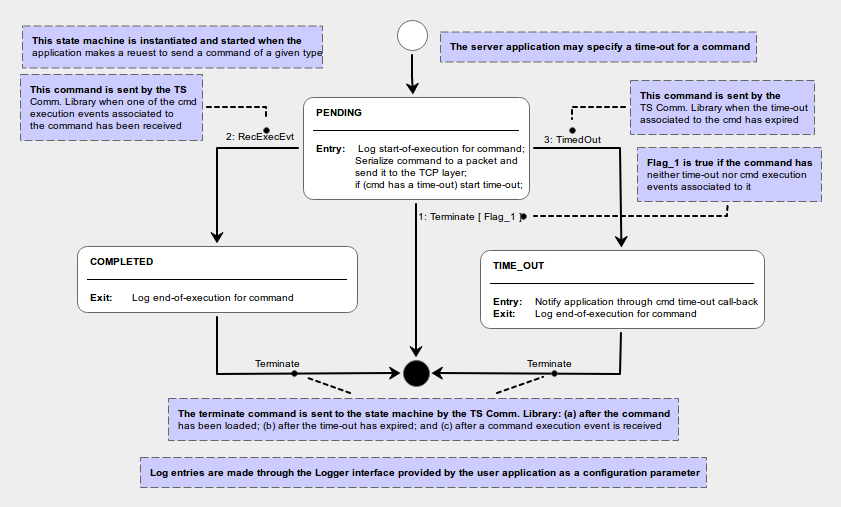 This state machine is instantiated and started when the
application makes a reuest to send a command of a given type
The server application may specify a time-out for a command
This command is sent by the TS
Comm. Library when one of the cmd
execution events associated to
the command has been received
This command is sent by the
TS Comm. Library when the time-out
associated to the cmd has expired
PENDING
Entry: Log start-of-execution for command;
Serialize command to a packet and
send it to the TCP layer;
if (cmd has a time-out) start time-out;
2: RecExecEvt
3: TimedOut
Flag_1 is true if the command has
neither time-out nor cmd execution
events associated to it
1: Terminate [ Flag_1 ]
COMPLETED
Exit: Log end-of-execution for command
TIME_OUT
Entry: Notify application through cmd time-out call-back
Exit: Log end-of-execution for command
Terminate
Terminate
The terminate command is sent to the state machine by the TS Comm. Library: (a) after the command
has been loaded; (b) after the time-out has expired; and (c) after a command execution event is received
Log entries are made through the Logger interface provided by the user application as a configuration parameter